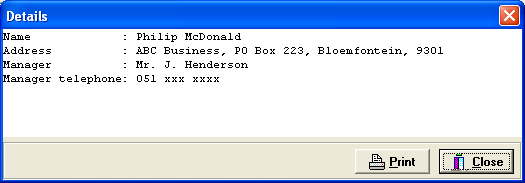 Details
Name             : Philip McDonald
Address          : ABC Business, PO Box 223, Bloemfontein, 9301
Manager          : Mr. J. Henderson
Manager telephone: 051 xxx xxxx
Print
Close